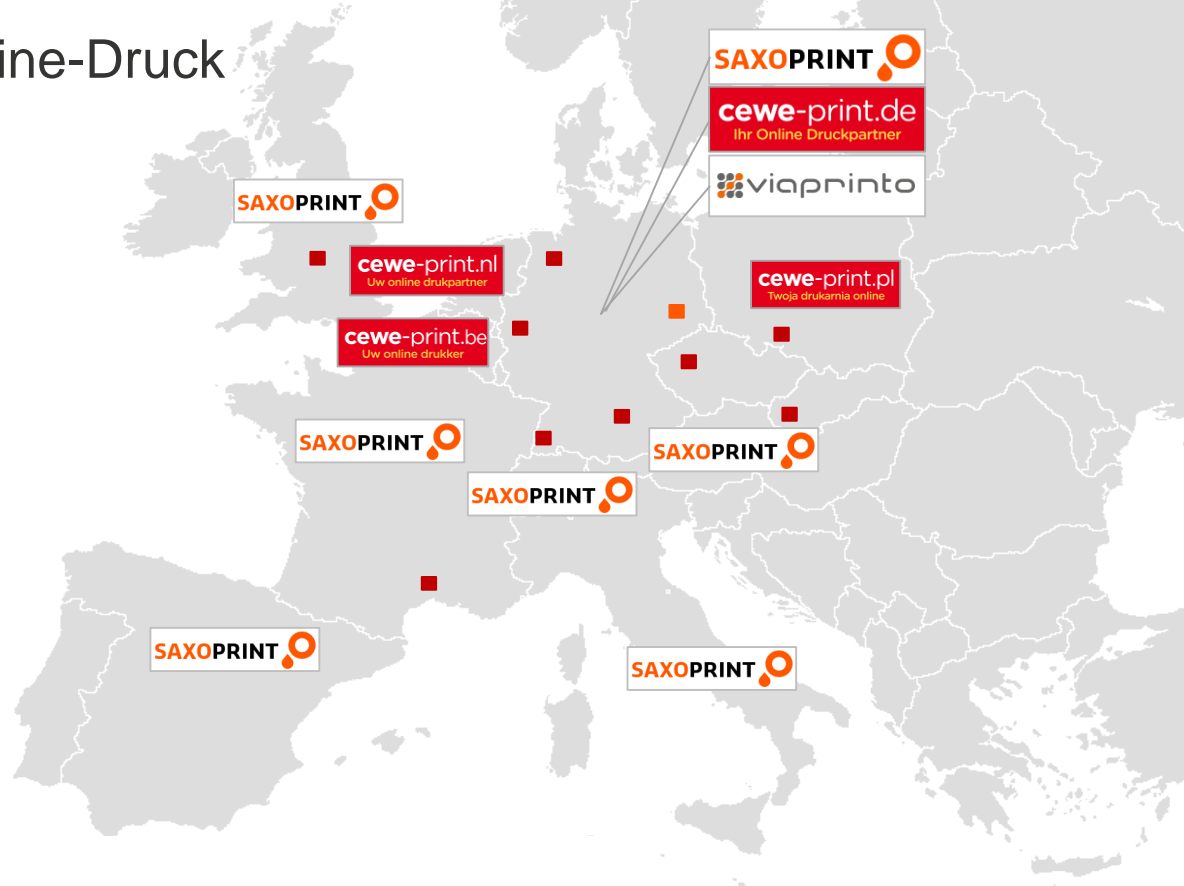 ine-Druck
SAXOPRINT
cewe-print.de
Ihr Online Druckpartner
viaprinto
SAXOPRINT
cewe-print.nl
Uw online drukpartner
cewe-print.pl
Twoja drukarnia online
cewe-print.be
Uw online drukker
SAXOPRINT
SAXOPRINT
SAXOPRINT
SAXOPRINT
SAXOPRINT